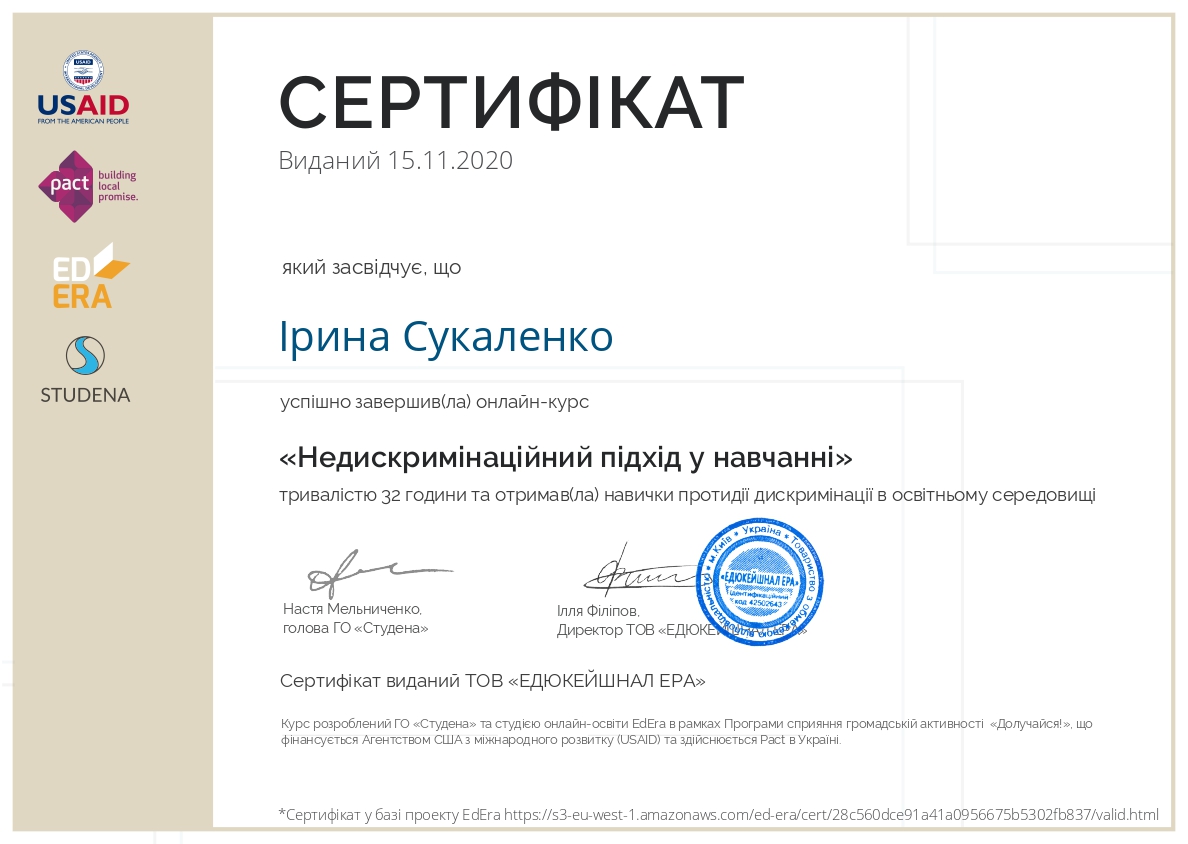 USAID
USAID
FROM THE AMERICAN PEOPLE
pact
building
local
promise.
ED
ERA
STUDENA
СЕРТИФІКАТ
Виданий 15.11.2020
який засвідчує, що
Ірина Сукаленко
успішно завершив(ла) онлайн-курс
«Недискримінаційний підхід у навчанні»
тривалістю 32 години та отримав(ла) навички протидії дискримінації в освітньому середовищі
Настя Мельниченко,
голова ГО «Студена»
Ілля Філіпов,
Директор ТОВ «ЕДЮКЕЙШНАЛ ЕРА»
м.Київ * Україна * Товариство з обмеженою відповідальністю *
«ЕДЮКЕЙШНАЛ ЕРА»
Ідентифікаційний
код 42502643
Сертифікат виданий ТОВ «ЕДЮКЕЙШНАЛ ЕРА»
Курс розроблений ГО «Студена» та студією онлайн-освіти EdEra в рамках Програми сприяння громадській активності «Долучайся!», що
фінансується Агентством США з міжнародного розвитку (USAID) та здійснюється Pact в Україні.
*Сертифікат у базі проекту EdEra https://s3-eu-west-1.amazonaws.com/ed-era/cert/28c560dce91a41a0956675b5302fb837/valid.html